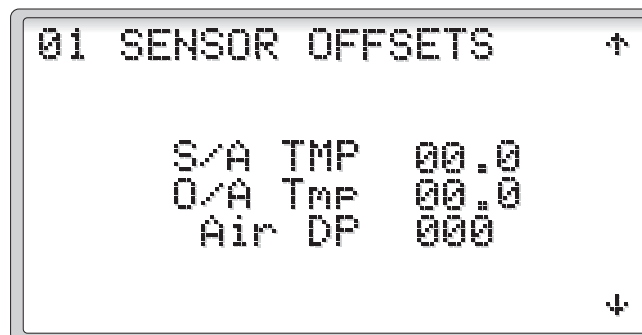 01 SENSOR OFFSETS ↑
S/A TMP 00.0
O/A Tmp 00.0
Air DP 000
↓